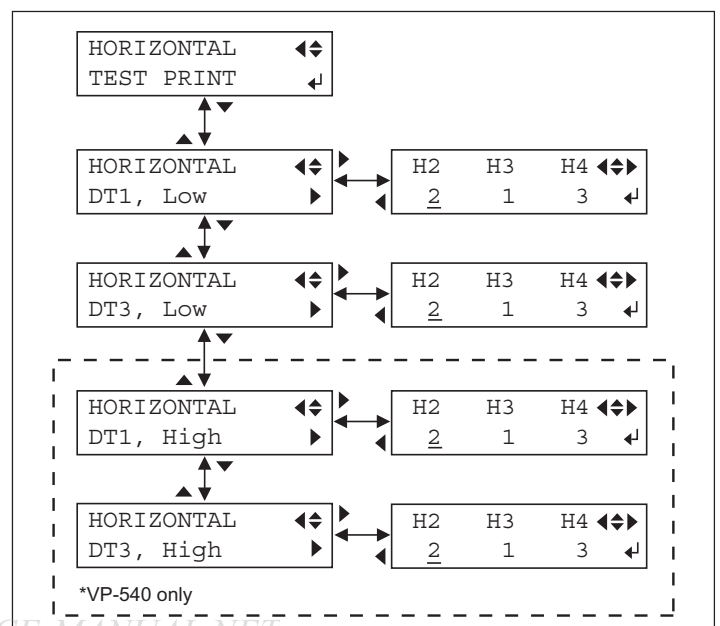 HORIZONTAL
TEST PRINT
HORIZONTAL
DT1, Low
H2 H3 H4
2 1 3
HORIZONTAL
DT3, Low
H2 H3 H4
2 1 3
HORIZONTAL
DT1, High
H2 H3 H4
2 1 3
HORIZONTAL
DT3, High
H2 H3 H4
2 1 3
*VP-540 only